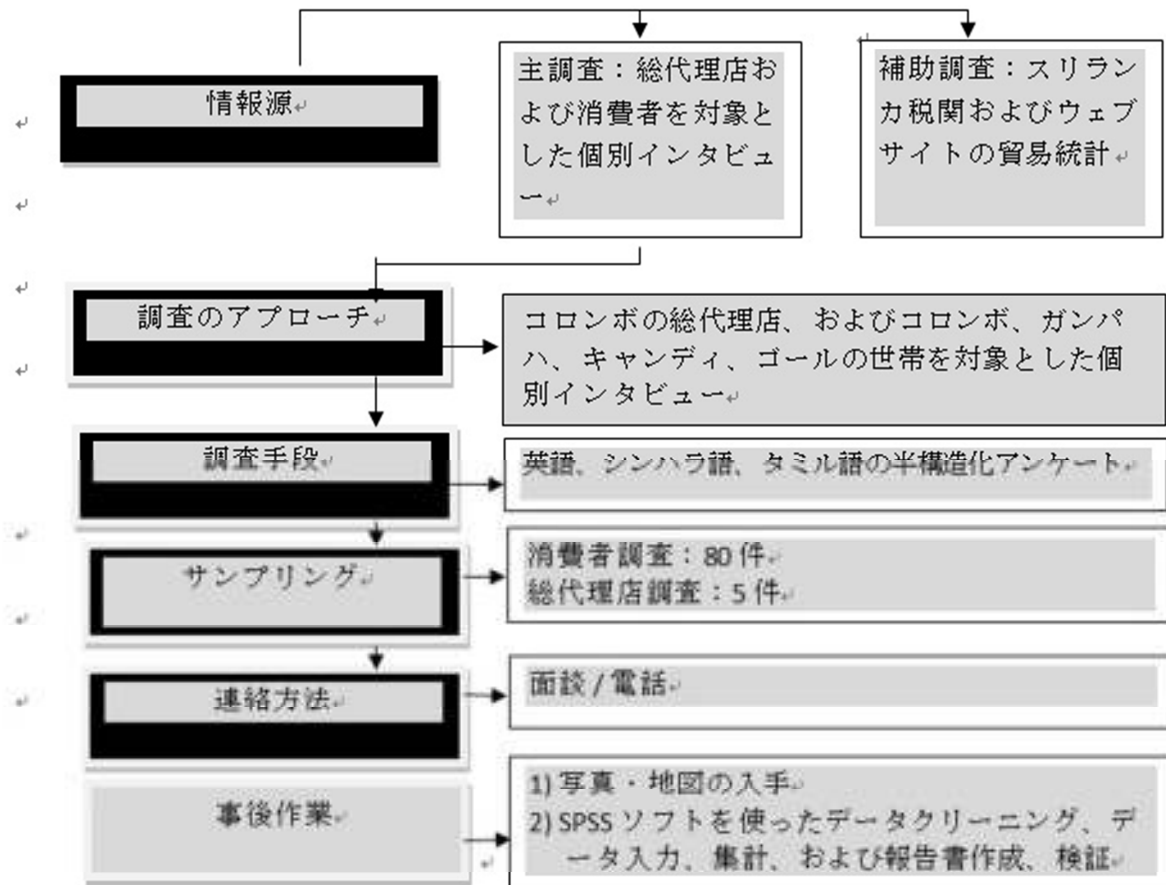 情報源
主調査：総代理店お
よび消費者を対象と
した個別インタビュ
ー
補助調査：スリラン
カ税関およびウェブ
サイトの貿易統計
調査のアプローチ
コロンボの総代理店、およびコロンボ、ガンパ
ハ、キャンディ、ゴールの世帯を対象とした個
別インタビュー
調査手段
英語、シンハラ語、タミル語の半構造化アンケート
サンプリング
消費者調査：80 件
総代理店調査：5 件
連絡方法
面談 / 電話
事後作業
1) 写真・地図の入手
2) SPSS ソフトを使ったデータクリーニング、デ
ータ入力、集計、および報告書作成、検証